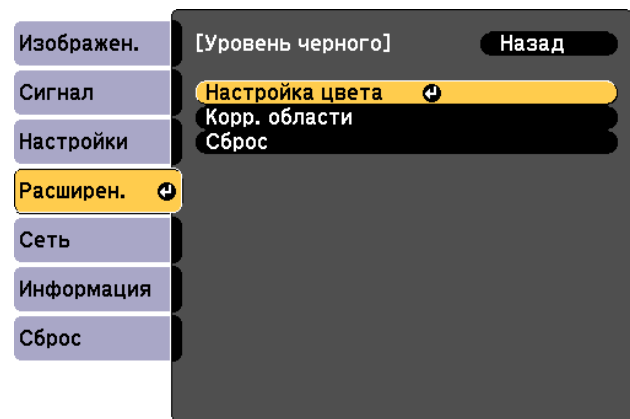 Изображен.
Сигнал
Настройки
Расширен.
Сеть
Информация
Сброс
[Уровень черного]
Назад
Настройка цвета
Корр. области
Сброс